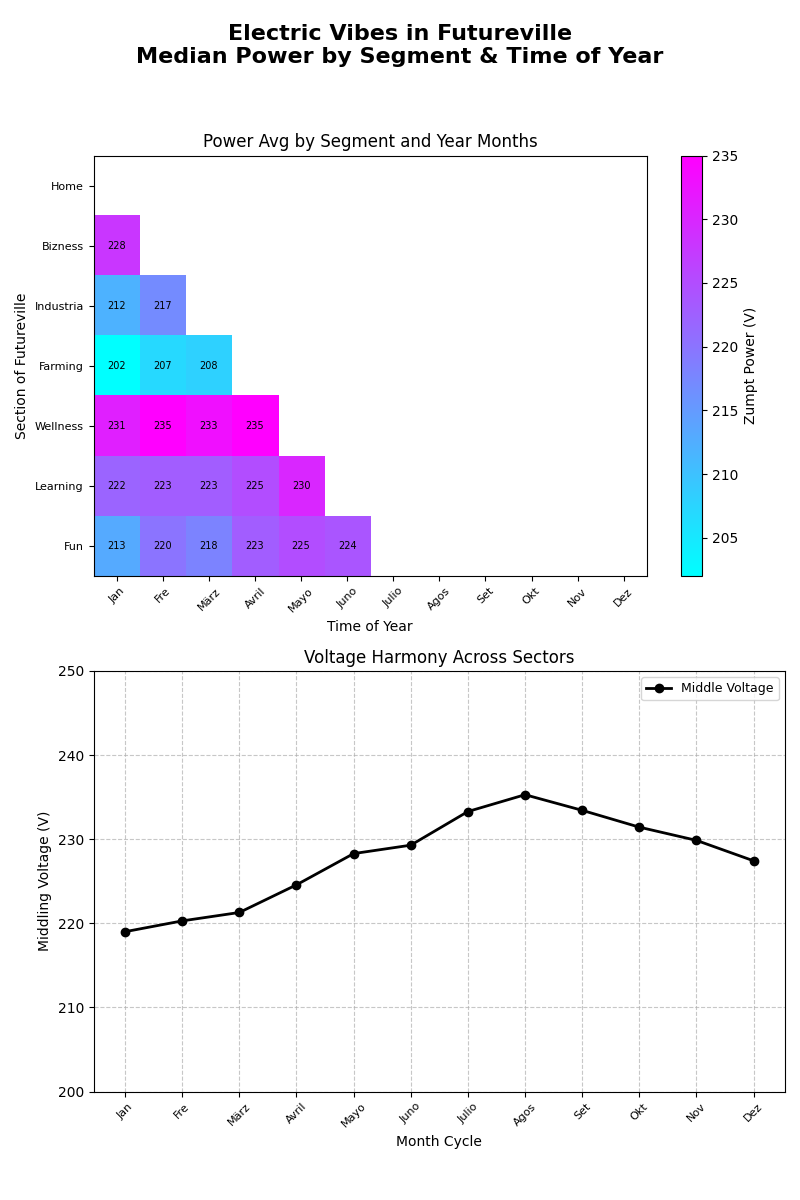 Electric Vibes in Futureville
Median Power by Segment & Time of Year
Power Avg by Segment and Year Months
Section of Futureville
Home
Bizness
228
Industria
212 217
Farming
202 207 208
Wellness
231 235 233 235
Learning
222 223 223 225 230
Fun
213 220 218 223 225 224
Jan Fre März Avril Mayo Juno Julio Agos Set Okt Nov Dez
Time of Year
235
230
225
220
215
210
205
Zumpt Power (V)
Voltage Harmony Across Sectors
Middle Voltage
Middling Voltage (V)
250
240
230
220
210
200
Jan Fre März Avril Mayo Juno Julio Agos Set Okt Nov Dez
Month Cycle